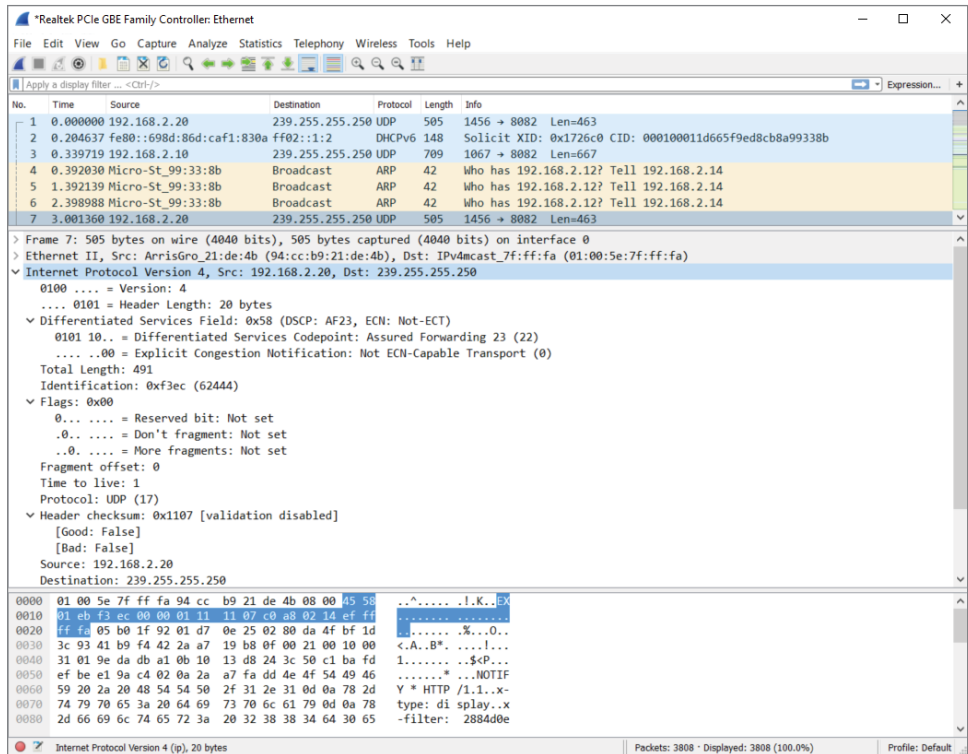 *Realtek PCIe GBE Family Controller: Ethernet
File Edit View Go Capture Analyze Statistics Telephony Wireless Tools Help
Apply a display filter ... <Ctrl-/> Expression... +
No. Time Source Destination Protocol Length Info
1 0.000000 192.168.2.20 239.255.255.250 UDP 505 1456 → 8082 Len=463
2 0.204637 fe80::698d:86d:caf1:830a ff02::1:2 DHCPv6 148 Solicit XID: 0x1726c0 CID: 000100011d665f9ed8cb8a99338b
3 0.339719 192.168.2.10 239.255.255.250 UDP 709 1067 → 8082 Len=667
4 0.392030 Micro-St_99:33:8b Broadcast ARP 42 Who has 192.168.2.12? Tell 192.168.2.14
5 1.392139 Micro-St_99:33:8b Broadcast ARP 42 Who has 192.168.2.12? Tell 192.168.2.14
6 2.398988 Micro-St_99:33:8b Broadcast ARP 42 Who has 192.168.2.12? Tell 192.168.2.14
7 3.001360 192.168.2.20 239.255.255.250 UDP 505 1456 → 8082 Len=463
Frame 7: 505 bytes on wire (4040 bits), 505 bytes captured (4040 bits) on interface 0
Ethernet II, Src: ArrisGro_21:de:4b (94:cc:b9:21:de:4b), Dst: IPv4mcast_7f:ff:fa (01:00:5e:7f:ff:fa)
Internet Protocol Version 4, Src: 192.168.2.20, Dst: 239.255.255.250
0100 .... = Version: 4
.... 0101 = Header Length: 20 bytes
Differentiated Services Field: 0x58 (DSCP: AF23, ECN: Not-ECT)
0101 10.. = Differentiated Services Codepoint: Assured Forwarding 23 (22)
.... ..00 = Explicit Congestion Notification: Not ECN-Capable Transport (0)
Total Length: 491
Identification: 0xf3ec (62444)
Flags: 0x00
0... .... = Reserved bit: Not set
.0.. .... = Don't fragment: Not set
..0. .... = More fragments: Not set
Fragment offset: 0
Time to live: 1
Protocol: UDP (17)
Header checksum: 0x1107 [validation disabled]
[Good: False]
[Bad: False]
Source: 192.168.2.20
Destination: 239.255.255.250
0000 01 00 5e 7f ff fa 94 cc b9 21 de 4b 08 00 45 58 ..^..... .!.K..EX
0010 01 eb f3 ec 00 00 01 11 11 07 c0 a8 02 14 ef ff ........ ........
0020 ff fa 05 b0 1f 92 01 d7 0e 25 02 80 da 4f bf 1d ........ .%...O..
0030 3c 93 41 b9 f4 42 2a a7 19 b8 0f 00 21 00 10 00 <.A..B*. ....!...
0040 31 01 9e da db a1 0b 10 13 d8 24 3c 50 c1 ba fd 1....... ..$<P...
0050 ef be e1 9a c4 02 0a 2a a7 fa dd 4e 4f 54 49 46 .......* ...NOTIF
0060 59 20 2a 20 48 54 54 50 2f 31 2e 31 0d 0a 78 2d Y * HTTP /1.1..x-
0070 74 79 70 65 3a 20 64 69 73 70 6c 61 79 0d 0a 78 type: di splay..x
0080 2d 66 69 6c 74 65 72 3a 20 32 38 38 34 64 30 65 -filter: 2884d0e
Internet Protocol Version 4 (ip), 20 bytes Packets: 3808 · Displayed: 3808 (100.0%) Profile: Default